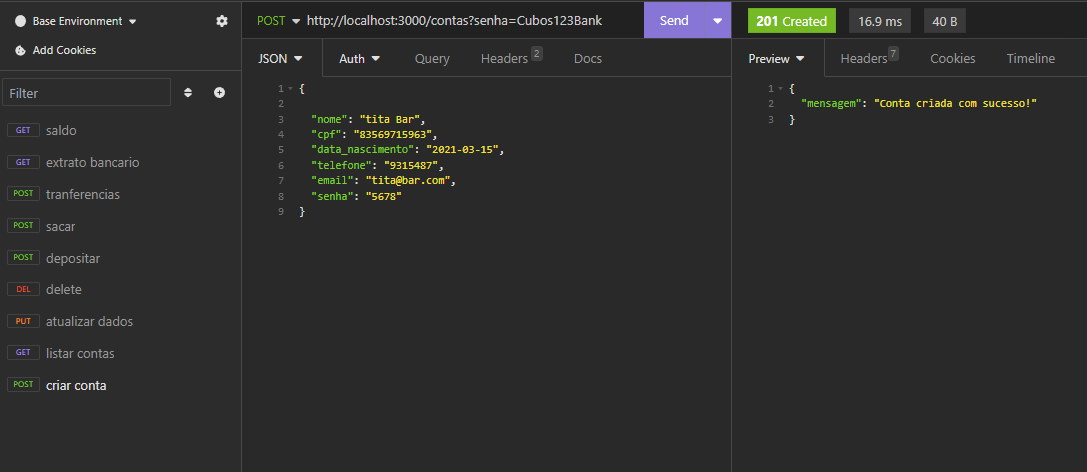 Base Environment
Add Cookies
Filter
GET saldo
GET extrato bancario
POST tranferencias
POST sacar
POST depositar
DEL delete
PUT atualizar dados
GET listar contas
POST criar conta
POST http://localhost:3000/contas?senha=Cubos123Bank Send
JSON Auth Query Headers 2 Docs
1 {
2
3 "nome": "tita Bar",
4 "cpf": "83569715963",
5 "data_nascimento": "2021-03-15",
6 "telefone": "9315487",
7 "email": "tita@bar.com",
8 "senha": "5678"
9 }
201 Created 16.9 ms 40 B
Preview Headers 7 Cookies Timeline
1 {
2 "mensagem": "Conta criada com sucesso!"
3 }